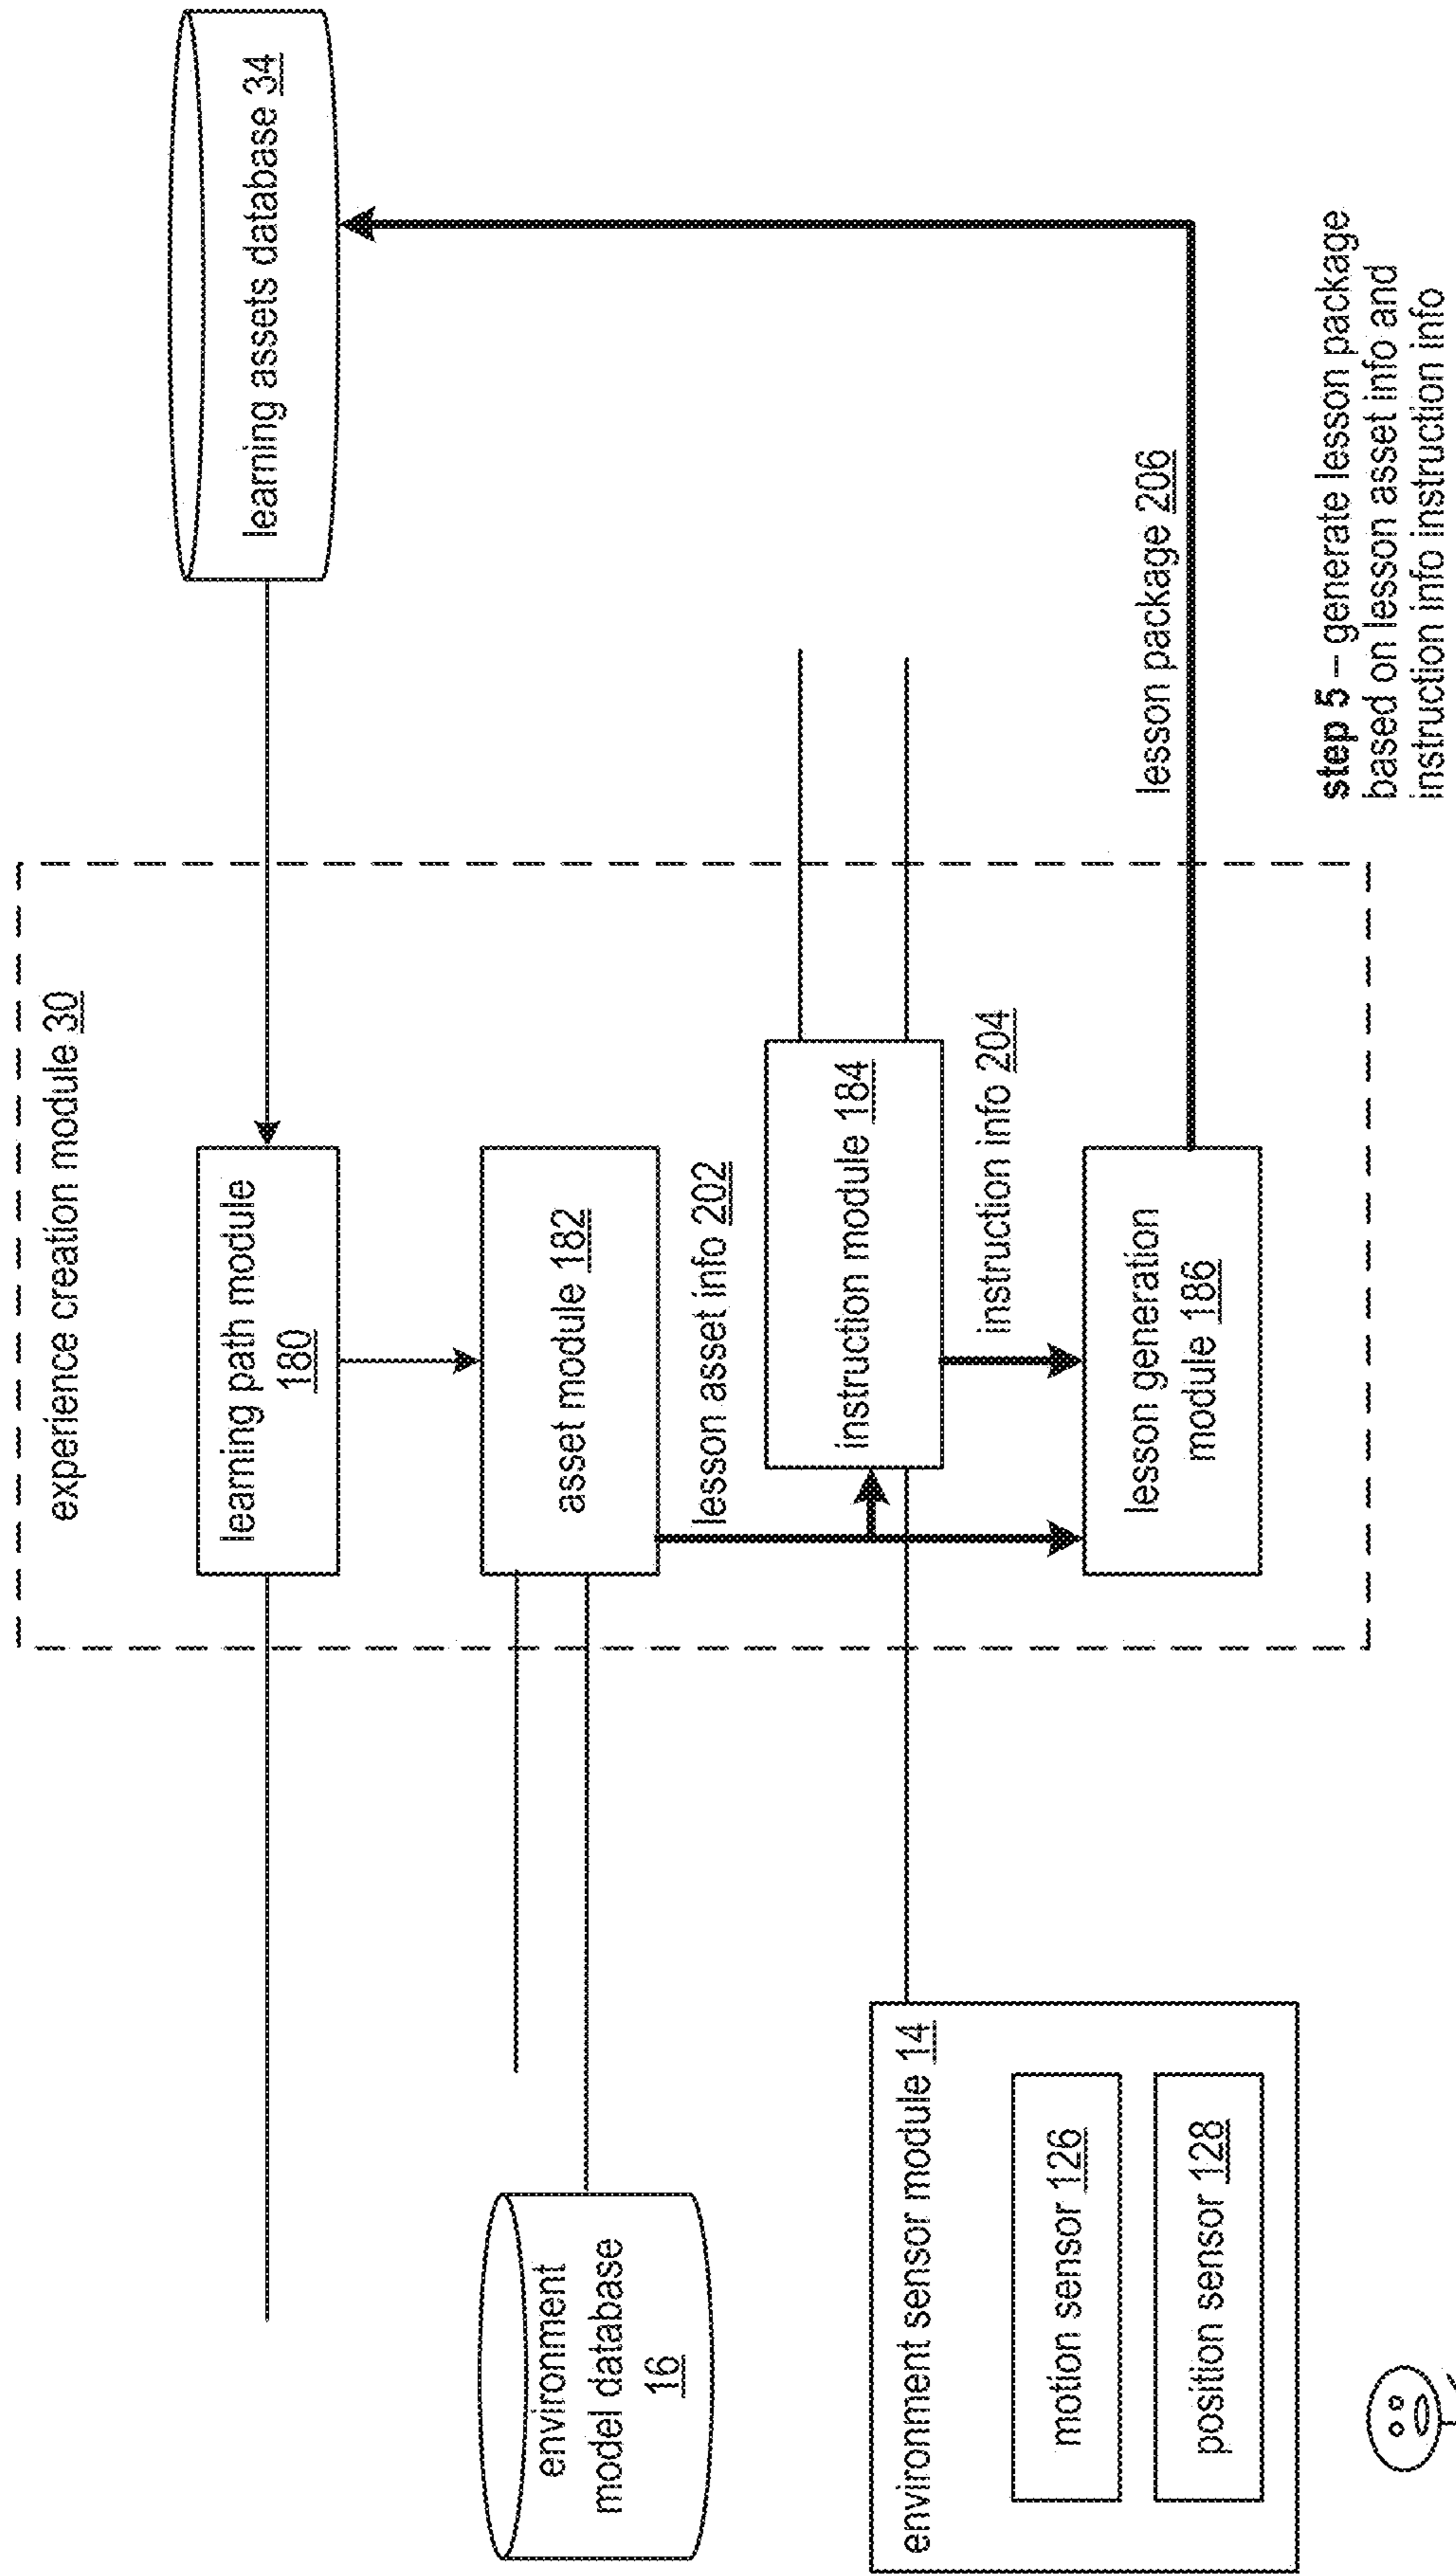 experience creation module 30
learning assets database 34
learning path module
180
environment
model database
16
asset module 182
lesson asset info 202
environment sensor module 14
motion sensor 126
position sensor 128
instruction module 184
instruction info 204
lesson generation
module 186
lesson package 206
step 5 – generate lesson package
based on lesson asset info and
instruction info instruction info